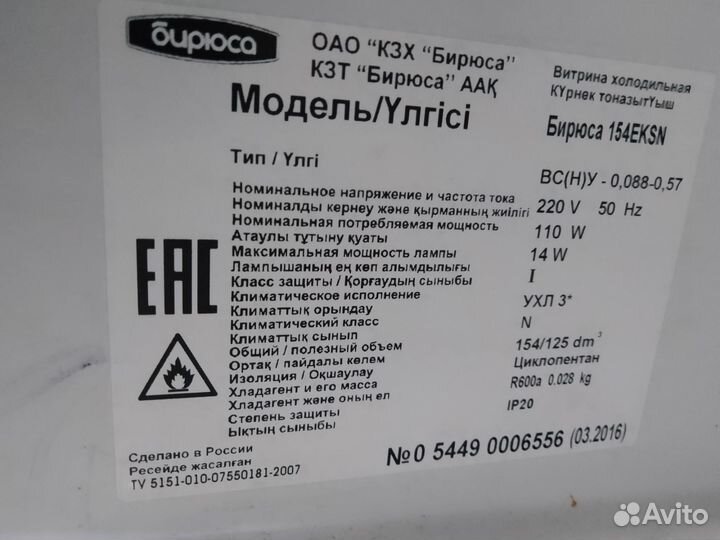 бирюса
ОАО "КЗХ "Бирюса"
КЗТ "Бирюса" ААҚ
Витрина холодильная
КҮрнек тоназытҮыш
Модель/Үлгісі
Бирюса 154EKSN
Тип / Үлгі
ВС(Н)У - 0,088-0,57
Номинальное напряжение и частота тока
Номиналды кернеу және қырманның жиілігі
220 V 50 Hz
Номинальная потребляемая мощность
Атаулы тұтыну қуаты
110 W
Максимальная мощность лампы
Лампышаның ең көп алымдылығы
14 W
Класс защиты / Қорғаудың сыныбы
I
Климатическое исполнение
Климаттық орындау
УХЛ 3*
Климатический класс
Климаттық сынып
N
Общий / полезный объем
Ортақ / пайдалы көлем
154/125 dm³
Изоляция / Оқшаулау
Циклопентан
Хладагент и его масса
Хладагент және оның ел
R600a 0.028 kg
Степень защиты
Ықтың сыныбы
IP20
EAC
Сделано в России
Ресейде жасалған
TV 5151-010-07550181-2007
№0 5449 0006556 (03.2016)
Avito